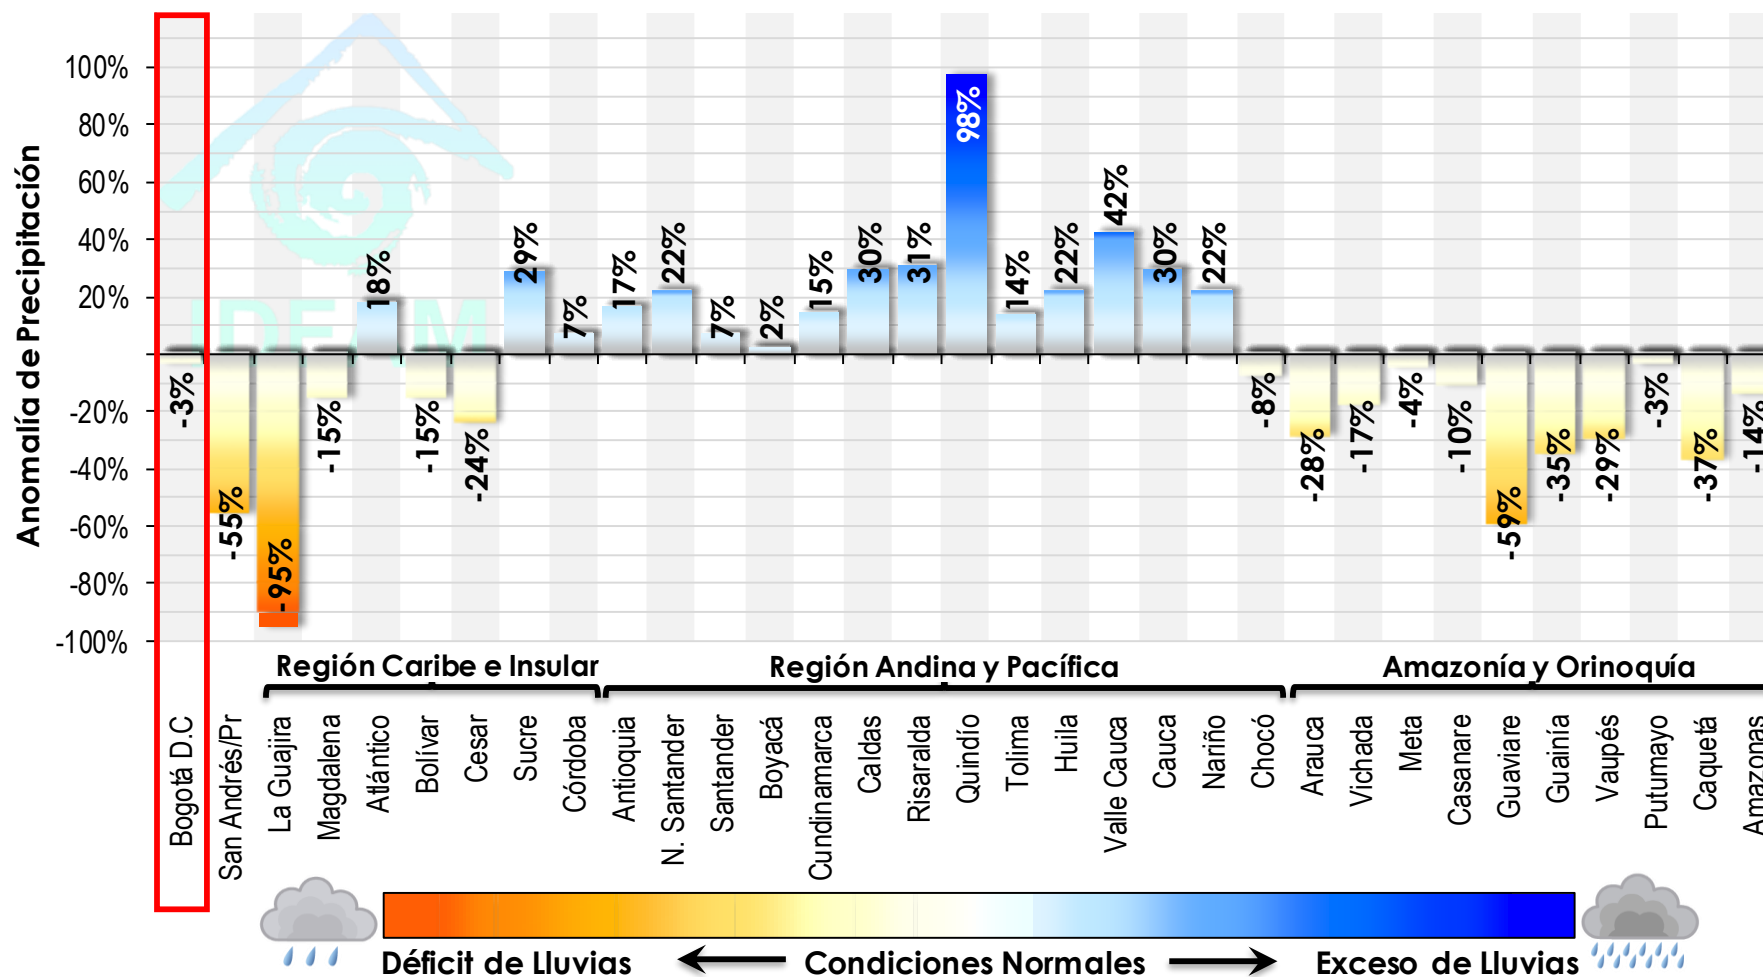 Anomalía de Precipitación
100%
80%
60%
40%
20%
-20%
-40%
-60%
-80%
-100%
IDEAM
-3%
-55%
-95%
-15%
18%
-15%
-24%
29%
7%
17%
22%
7%
2%
15%
30%
31%
98%
14%
22%
42%
30%
22%
-8%
-28%
-17%
-4%
-10%
-59%
-35%
-29%
-3%
-37%
-14%
Región Caribe e Insular
Región Andina y Pacífica
Amazonía y Orinoquía
Bogotá D.C
San Andrés/Pr
La Guajira
Magdalena
Atlántico
Bolívar
Cesar
Sucre
Córdoba
Antioquia
N. Santander
Santander
Boyacá
Cundinamarca
Caldas
Risaralda
Quindío
Tolima
Huila
Valle Cauca
Cauca
Nariño
Chocó
Arauca
Vichada
Meta
Casanare
Guaviare
Guainía
Vaupés
Putumayo
Caquetá
Amazonas
Déficit de Lluvias
Condiciones Normales
Exceso de Lluvias